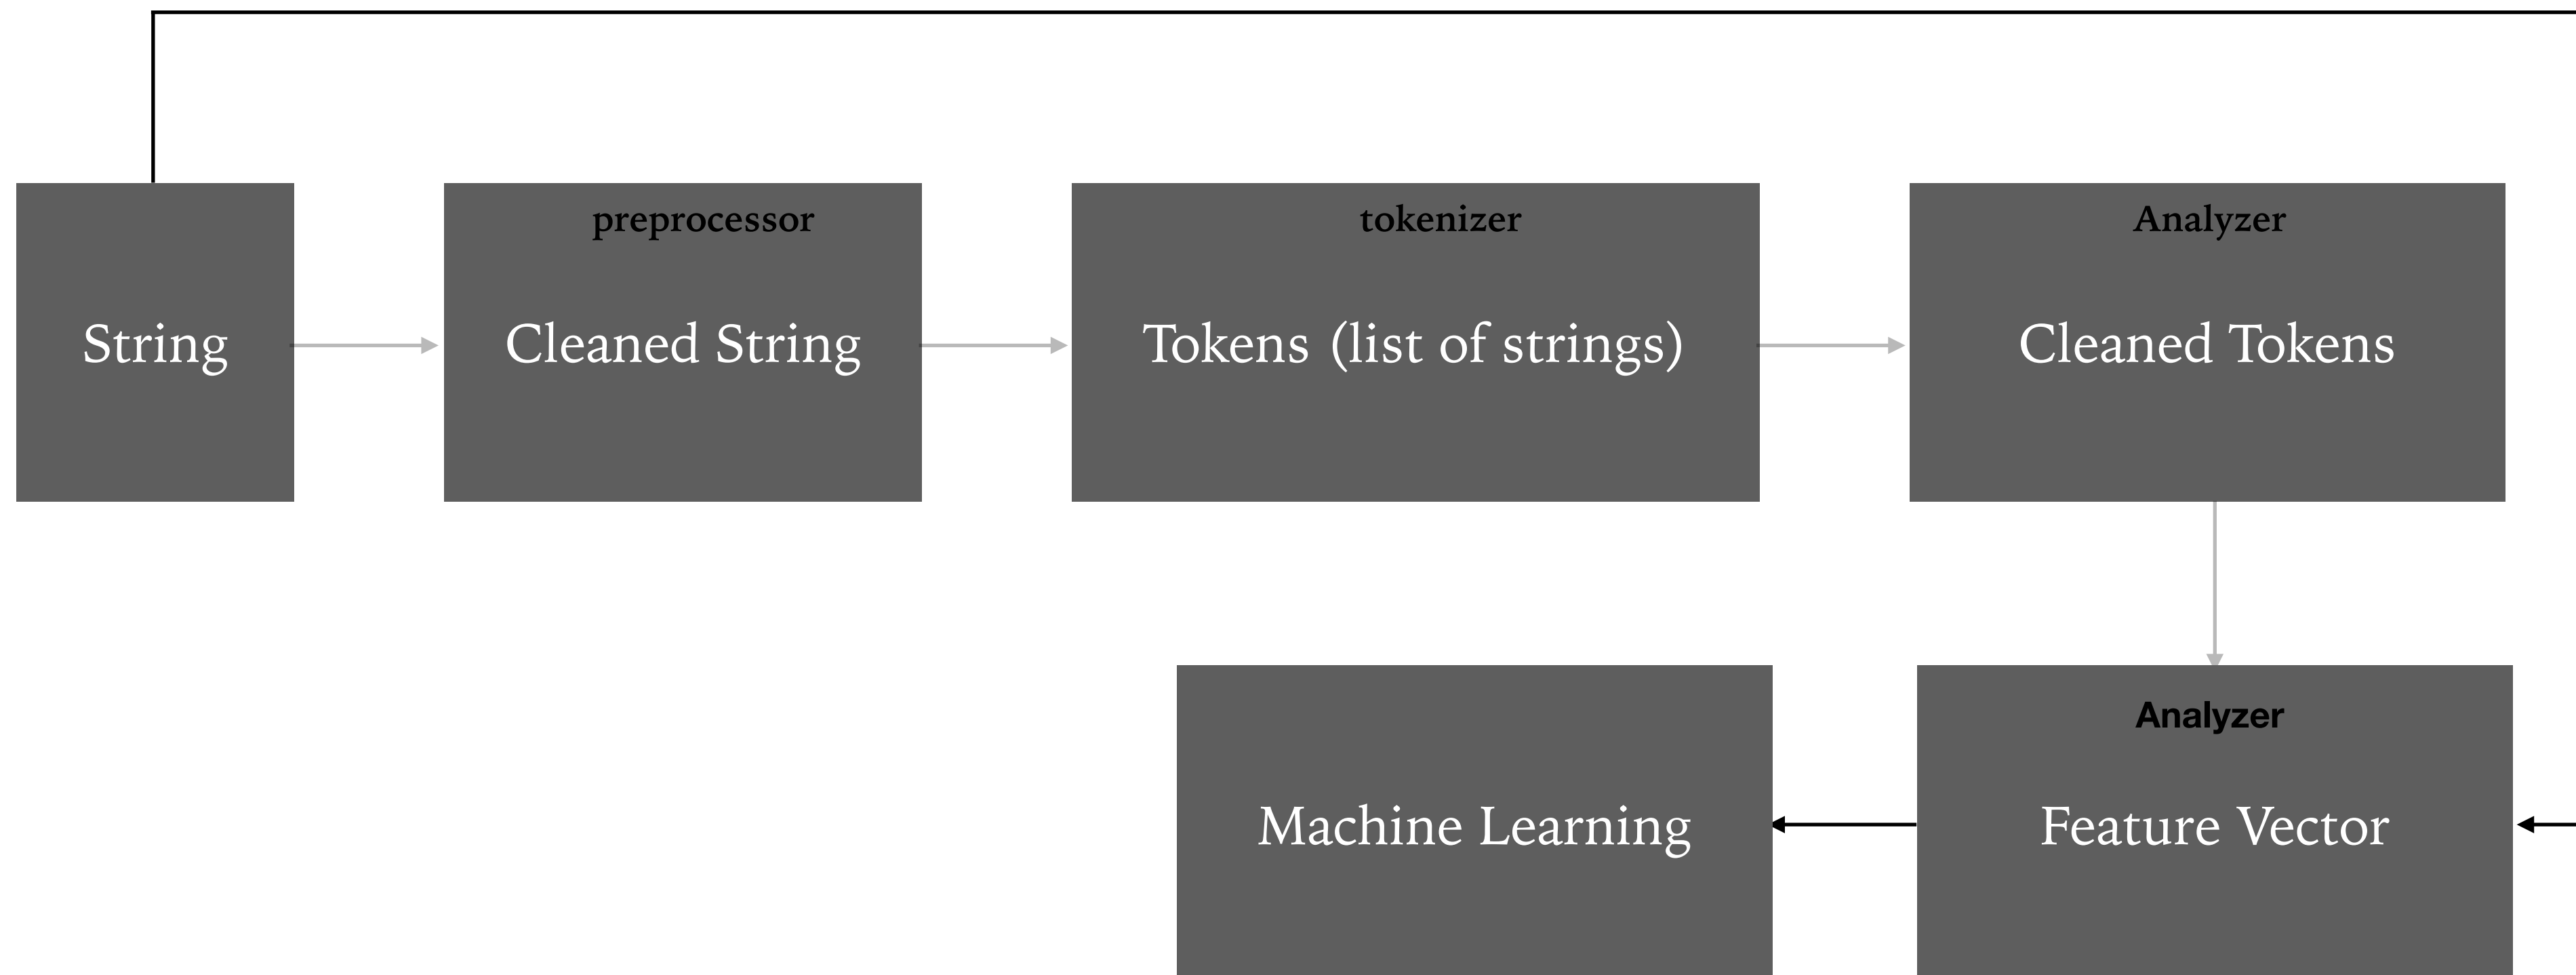 preprocessor
tokenizer
Analyzer
String
Cleaned String
Tokens (list of strings)
Cleaned Tokens
Analyzer
Machine Learning
Feature Vector